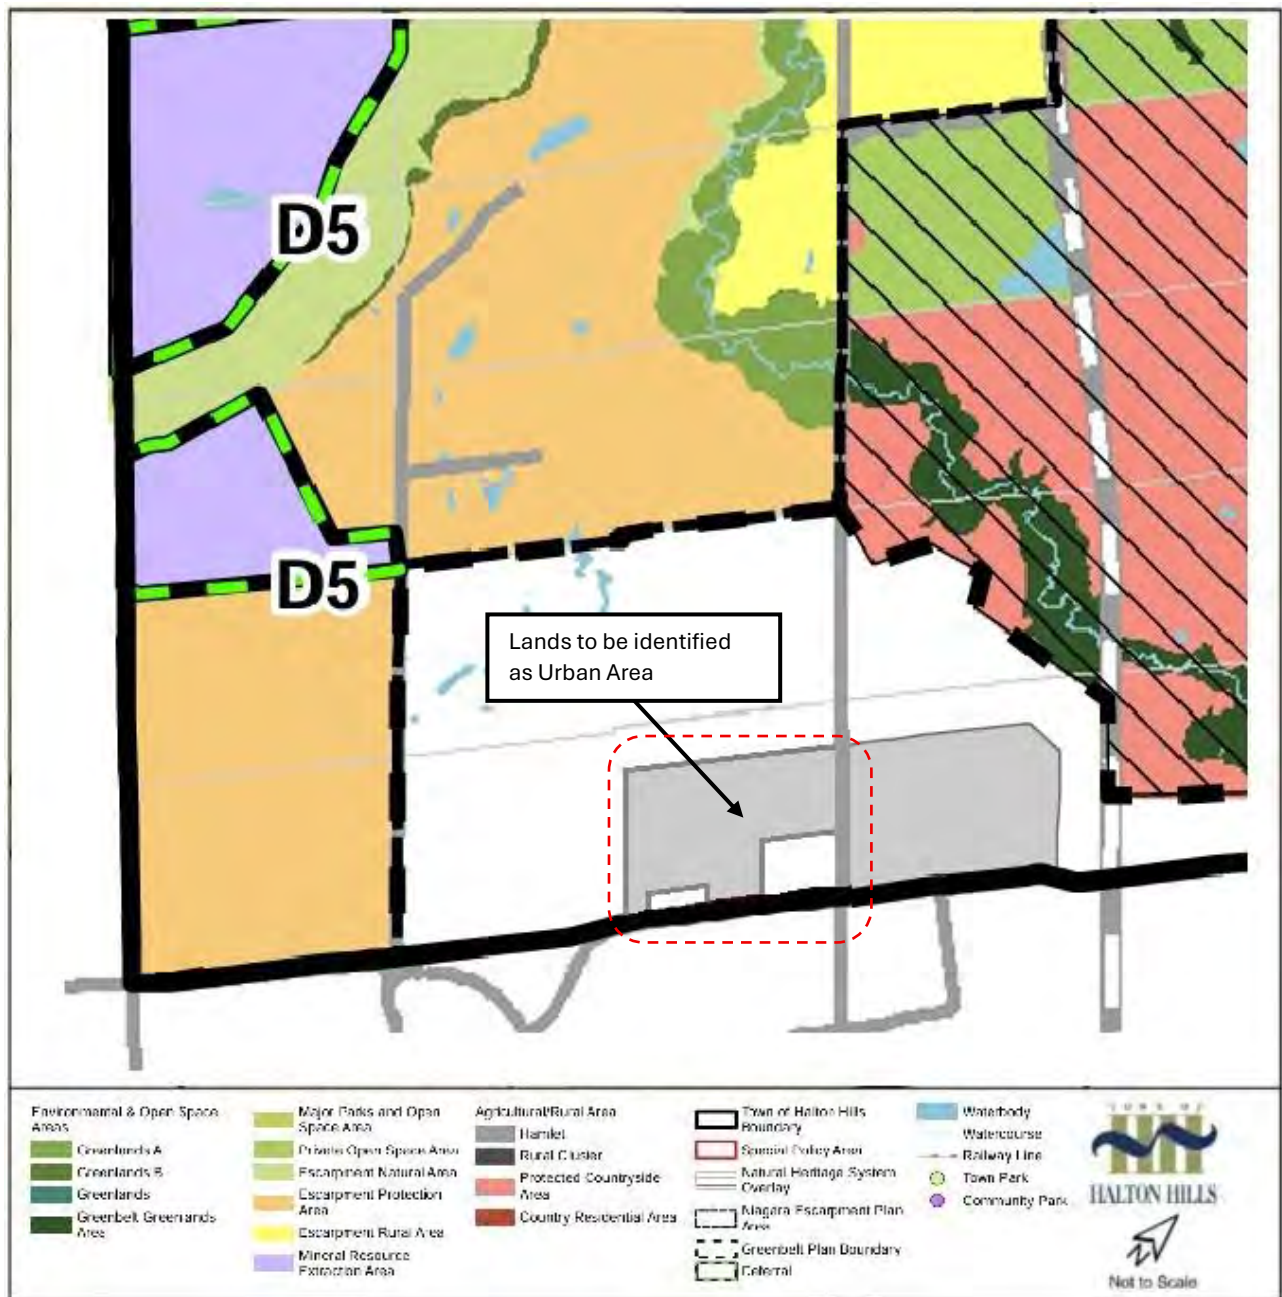 D5
D5
Lands to be identified
as Urban Area
Environmental & Open Space
Areas
Greenlands A
Greenlands B
Greenlands
Greenbelt Greenlands
Area
Major Parks and Open
Space Area
Private Open Space Area
Escarpment Natural Area
Escarpment Protection
Area
Escarpment Rural Area
Mineral Resource
Extraction Area
Agricultural/Rural Area
Hamlet
Rural Cluster
Protected Countryside
Area
Country Residential Area
Town of Halton Hills
Boundary
Special Policy Area
Natural Heritage System
Overlay
Niagara Escarpment Plan
Area
Greenbelt Plan Boundary
Deferral
Waterbody
Watercourse
Railway Line
Town Park
Community Park
TOWN OF
HALTON HILLS
Not to Scale